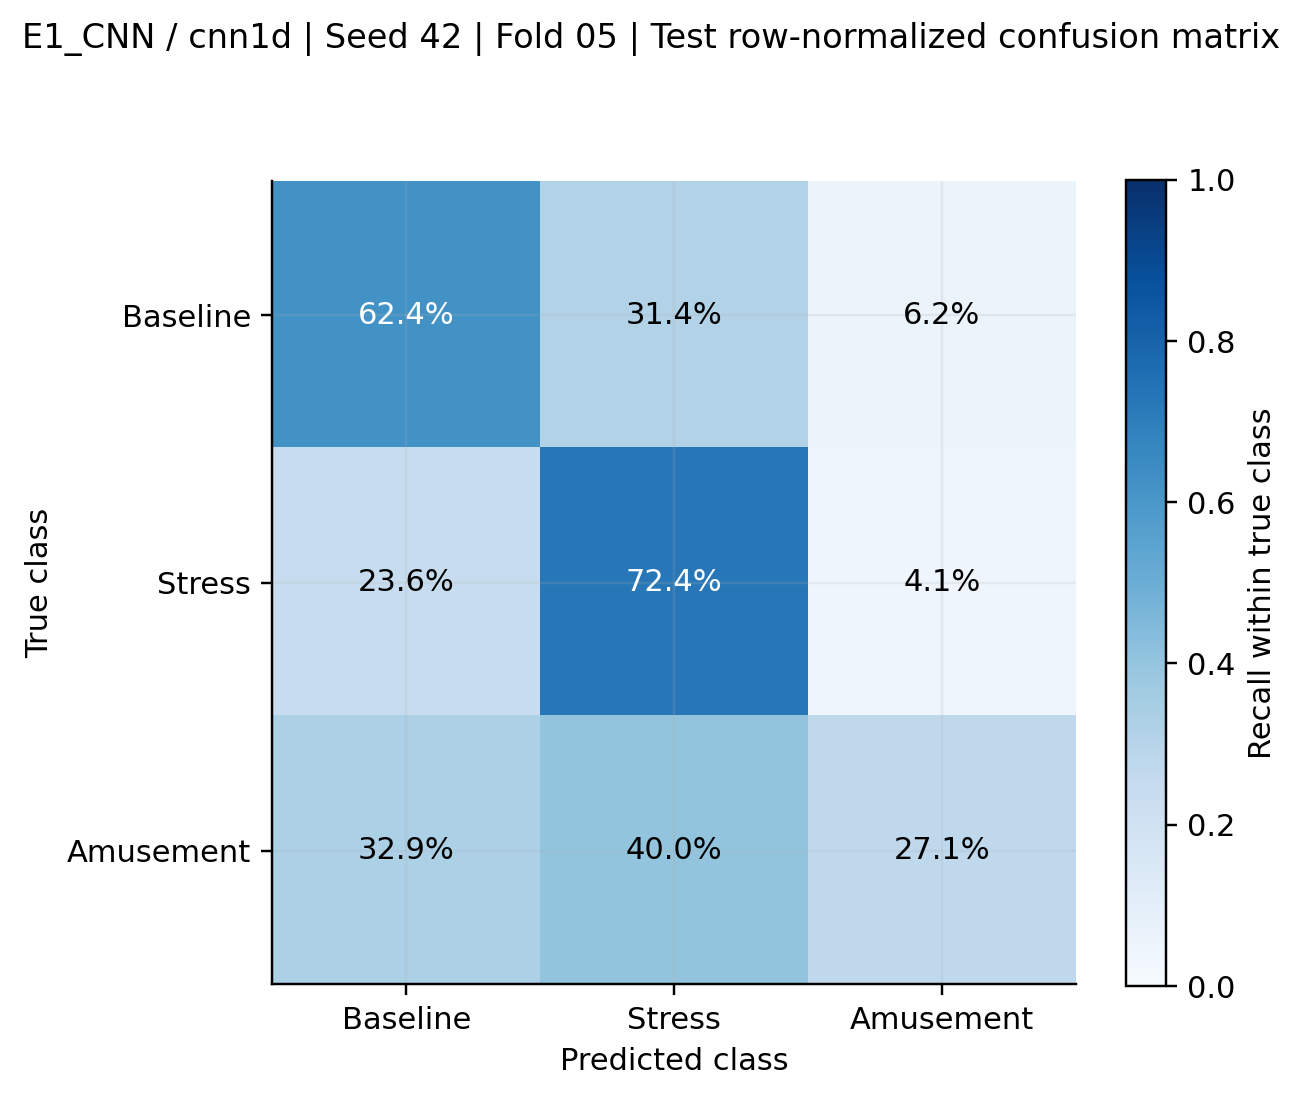 E1_CNN / cnn1d | Seed 42 | Fold 05 | Test row-normalized confusion matrix
True class
Baseline
62.4%
31.4%
6.2%
Stress
23.6%
72.4%
4.1%
Amusement
32.9%
40.0%
27.1%
Baseline
Stress
Amusement
Predicted class
1.0
0.8
0.6
0.4
0.2
0.0
Recall within true class